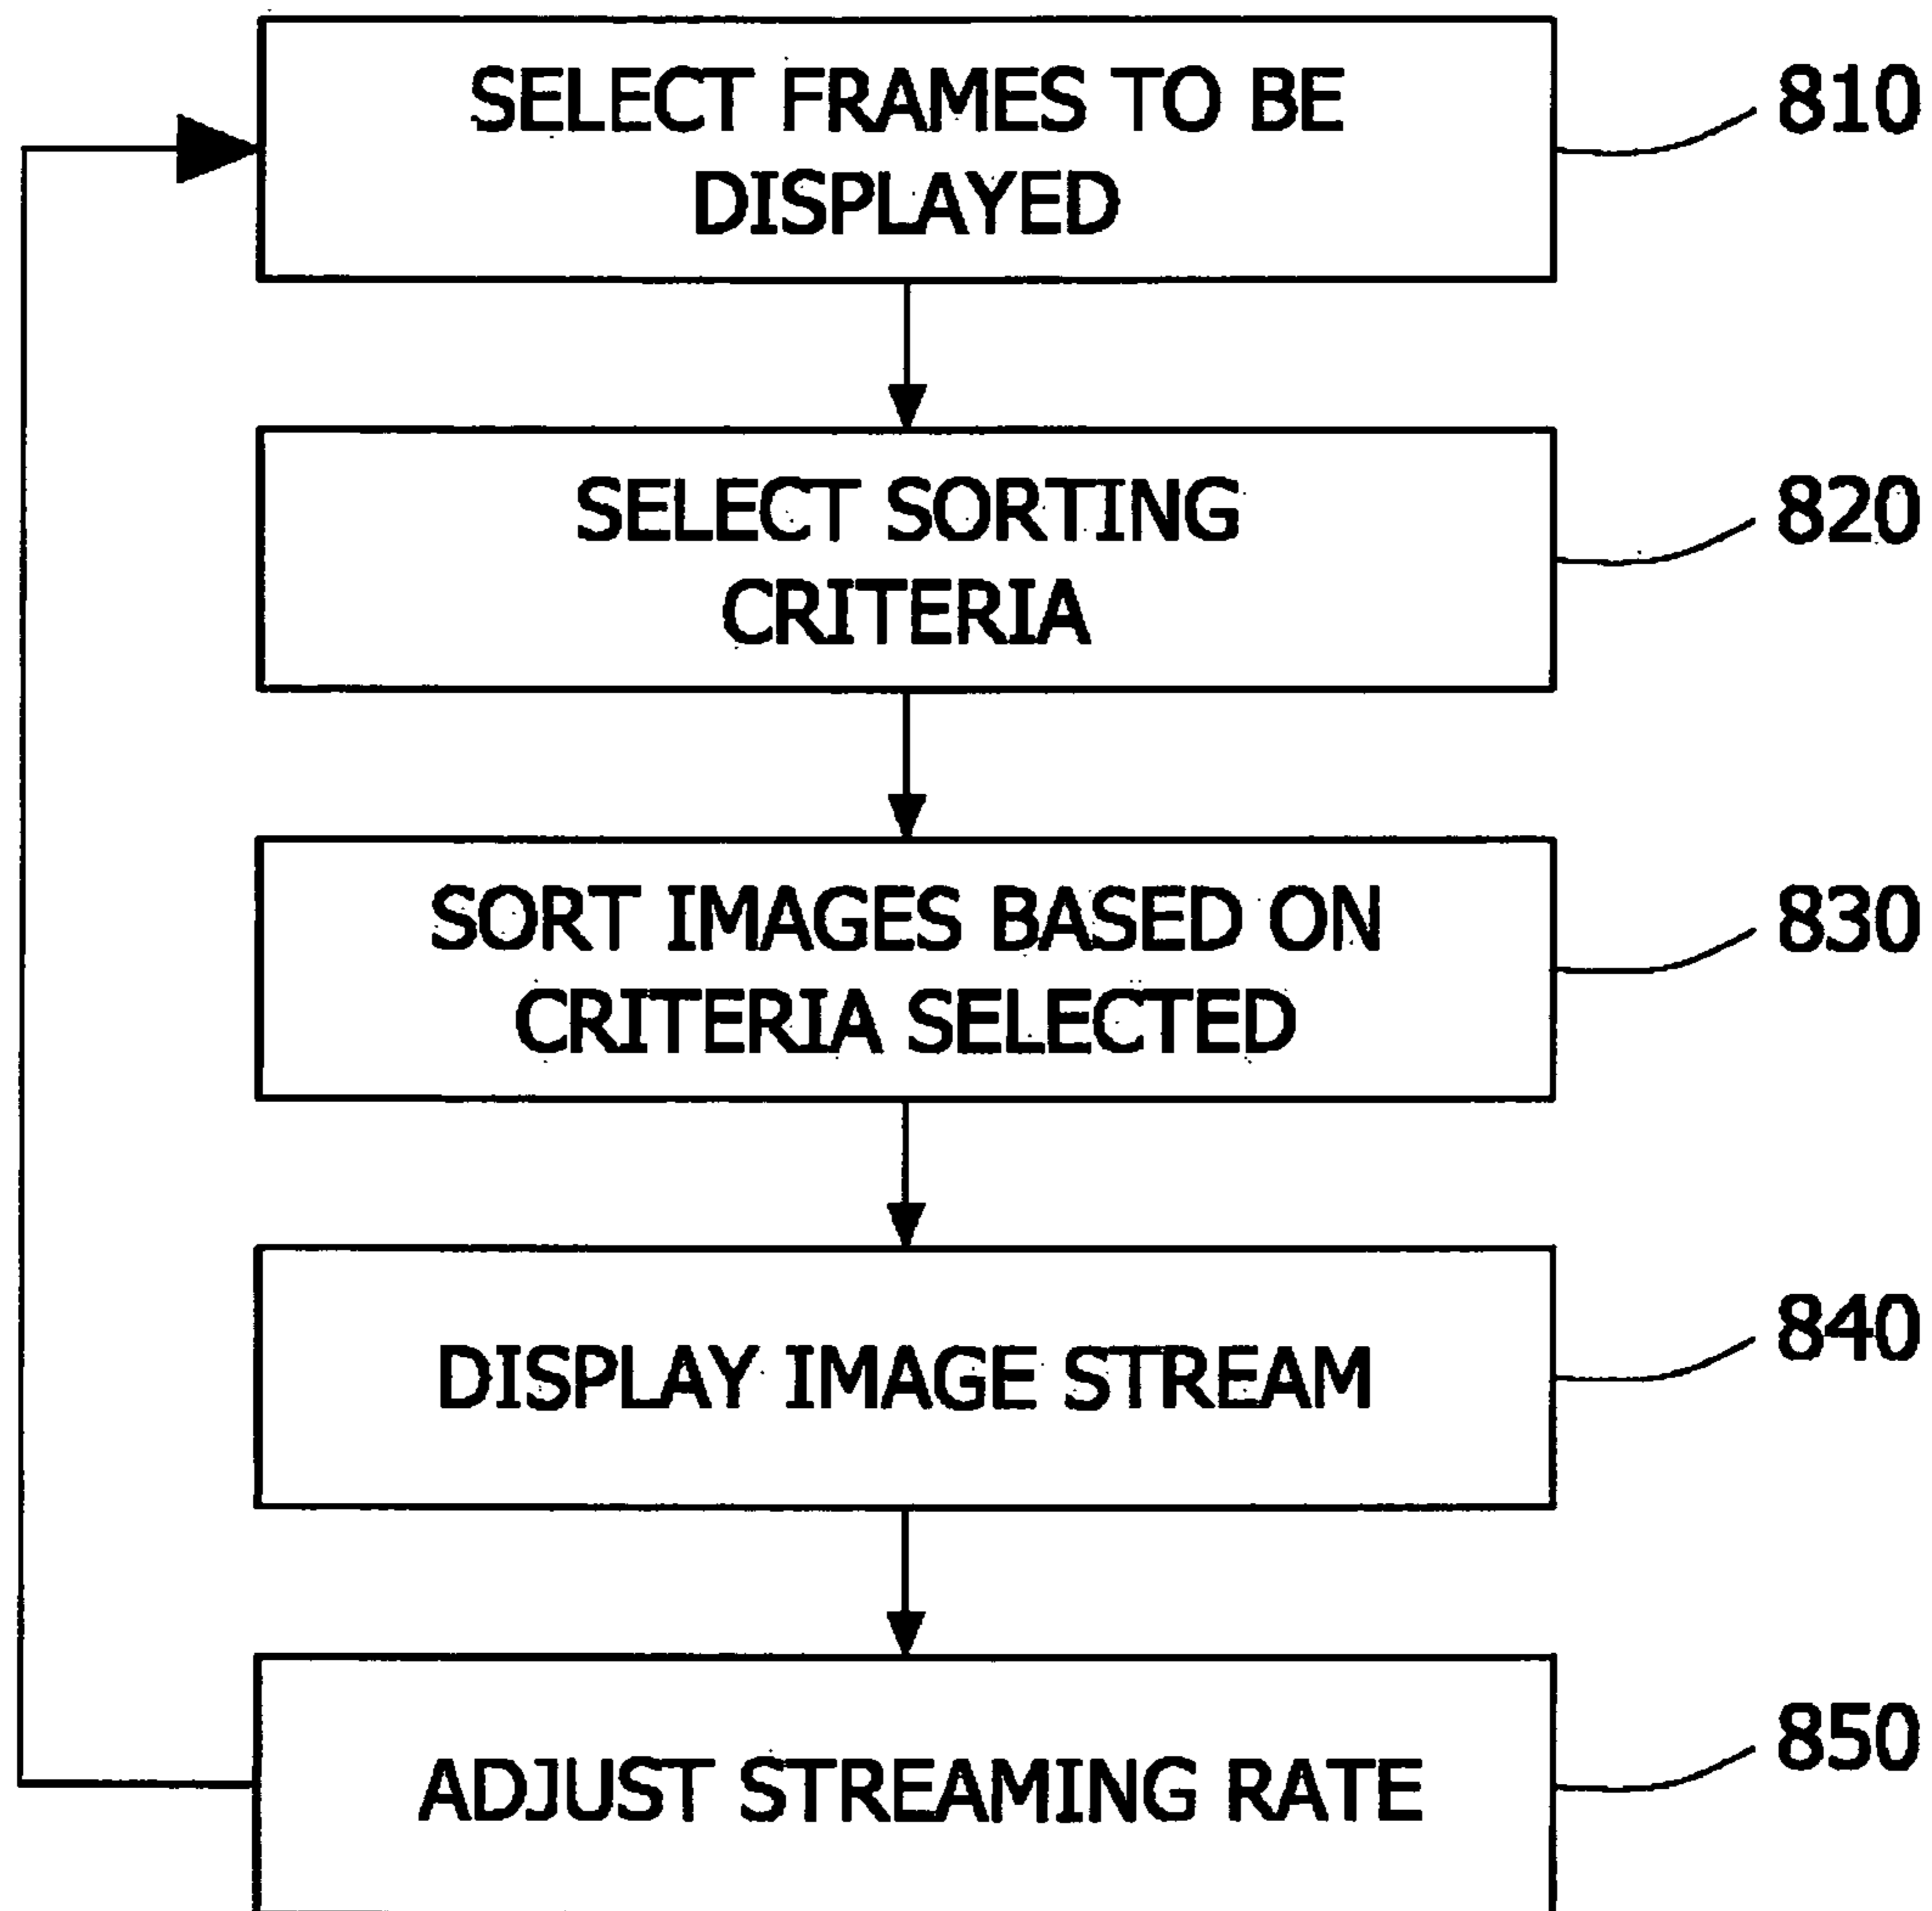 SELECT FRAMES TO BE
DISPLAYED
810
SELECT SORTING
CRITERIA
820
SORT IMAGES BASED ON
CRITERIA SELECTED
830
DISPLAY IMAGE STREAM
840
ADJUST STREAMING RATE
850